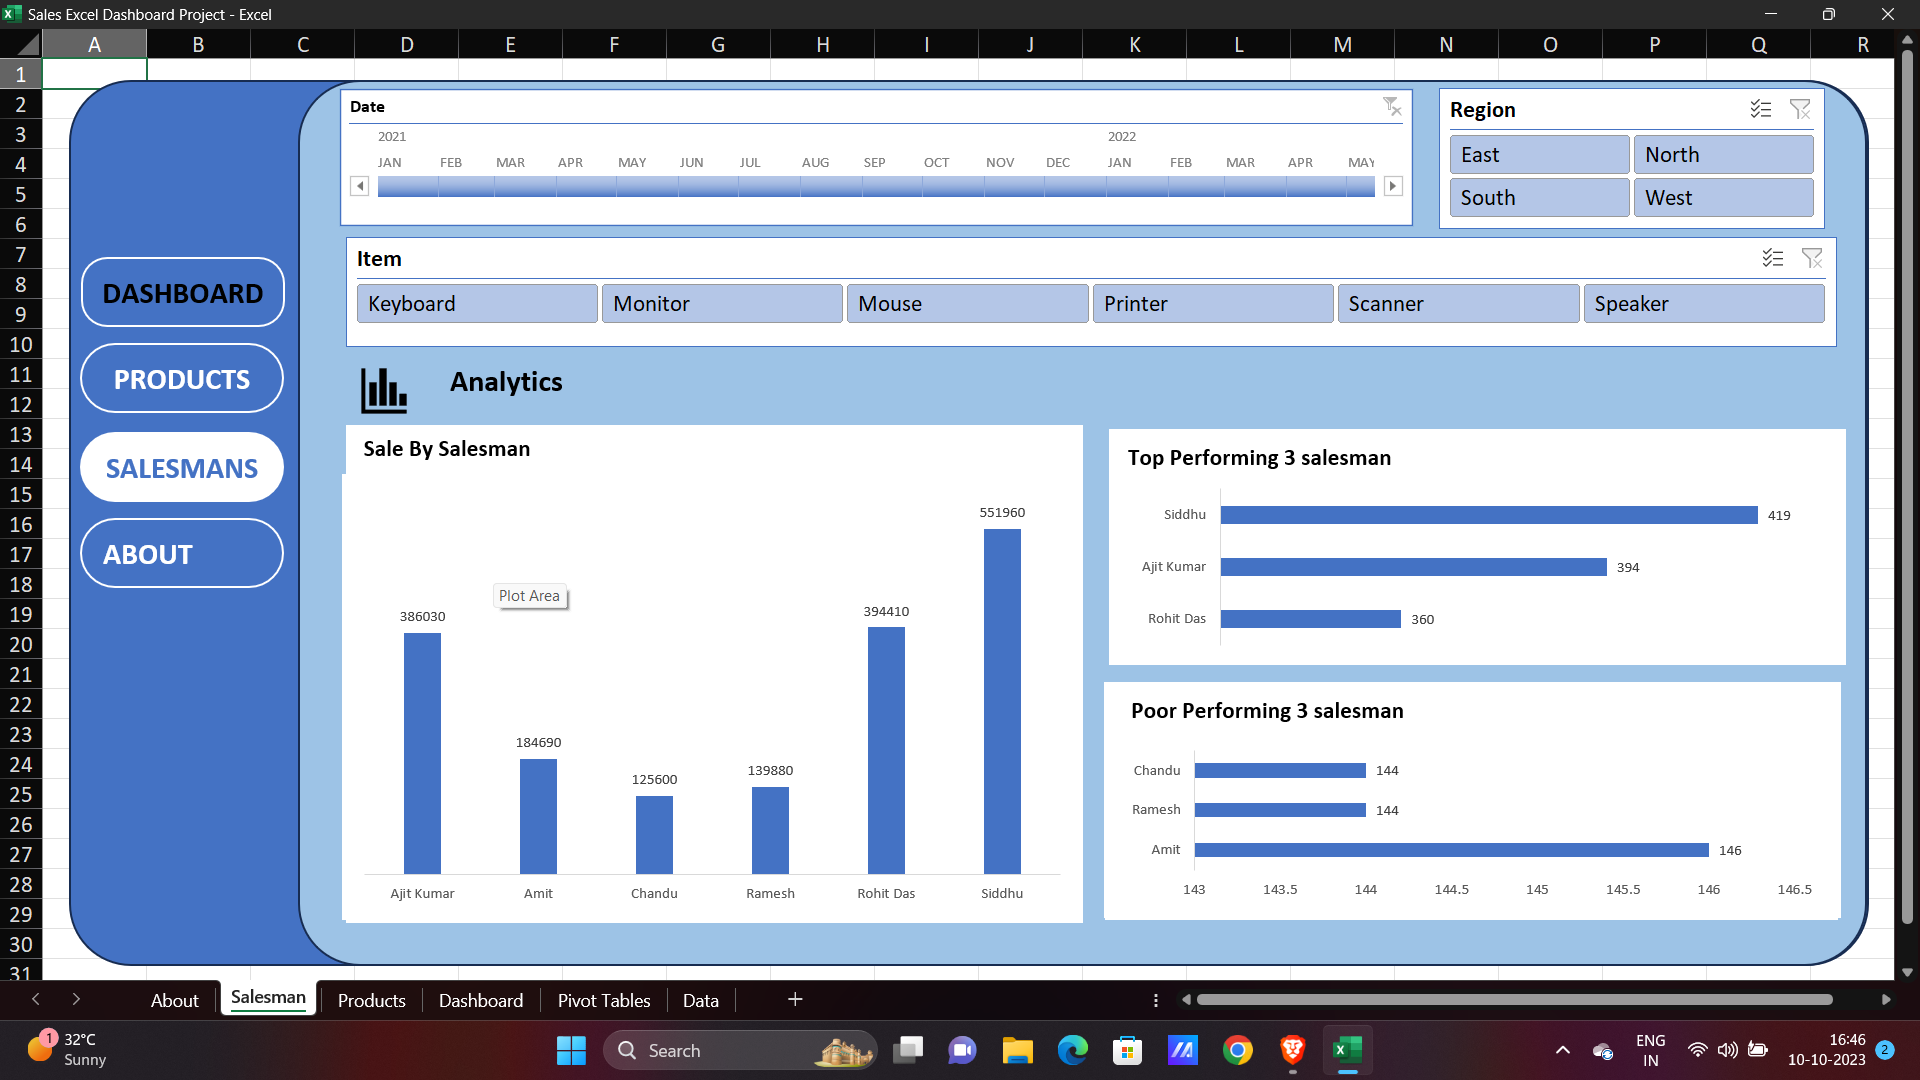 Sales Excel Dashboard Project - Excel
A B C D E F G H I J K L M N O P Q R
1
2
3
4
5
6
7
8
9
10
11
12
13
14
15
16
17
18
19
20
21
22
23
24
25
26
27
28
29
30
31
DASHBOARD
PRODUCTS
SALESMANS
ABOUT
Date
2021 2022
JAN FEB MAR APR MAY JUN JUL AUG SEP OCT NOV DEC JAN FEB MAR APR MAY
Region
East North
South West
Item
Keyboard Monitor Mouse Printer Scanner Speaker
Analytics
Sale By Salesman
551960
386030
394410
Plot Area
184690
125600
139880
Ajit Kumar Amit Chandu Ramesh Rohit Das Siddhu
Top Performing 3 salesman
Siddhu 419
Ajit Kumar 394
Rohit Das 360
Poor Performing 3 salesman
Chandu 144
Ramesh 144
Amit 146
143 143.5 144 144.5 145 145.5 146 146.5
About Salesman Products Dashboard Pivot Tables Data
1
32°C
Sunny
Search
ENG
IN
16:46
10-10-2023
2